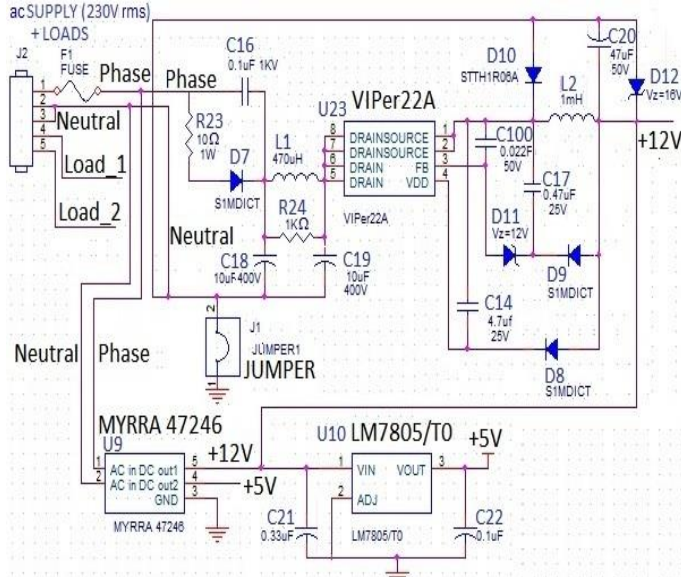 ac SUPPLY (230V rms)
+ LOADS
J2
F1
FUSE
1
2
3
4
5
Phase
Phase
Neutral
Load_1
Load_2
C16
0.1uF 1KV
R23
10Ω
1W
D7
S1MDICT
L1
470uH
R24
1KΩ
Neutral
C18
10uF 400V
C19
10uF
400V
U23
VIPer22A
8
7
6
5
DRAINSOURCE
DRAINSOURCE
DRAIN FB
DRAIN VDD
1
2
3
4
VIPer22A
D10
STTH1R06A
C20
47uF
50V
L2
1mH
D12
Vz=16V
+12V
C100
0.022F
50V
C17
0.47uF
25V
D11
Vz=12V
D9
S1MDICT
C14
4.7uf
25V
D8
S1MDICT
2
J1
JUMPER1
JUMPER
1
Neutral
Phase
MYRRA 47246
U9
1
2
AC in DC out1
AC in DC out2
GND
5
4
3
+12V
+5V
MYRRA 47246
U10
LM7805/T0
1
2
VIN VOUT
ADJ
3
+5V
C21
0.33uF
LM7805/T0
C22
0.1uF